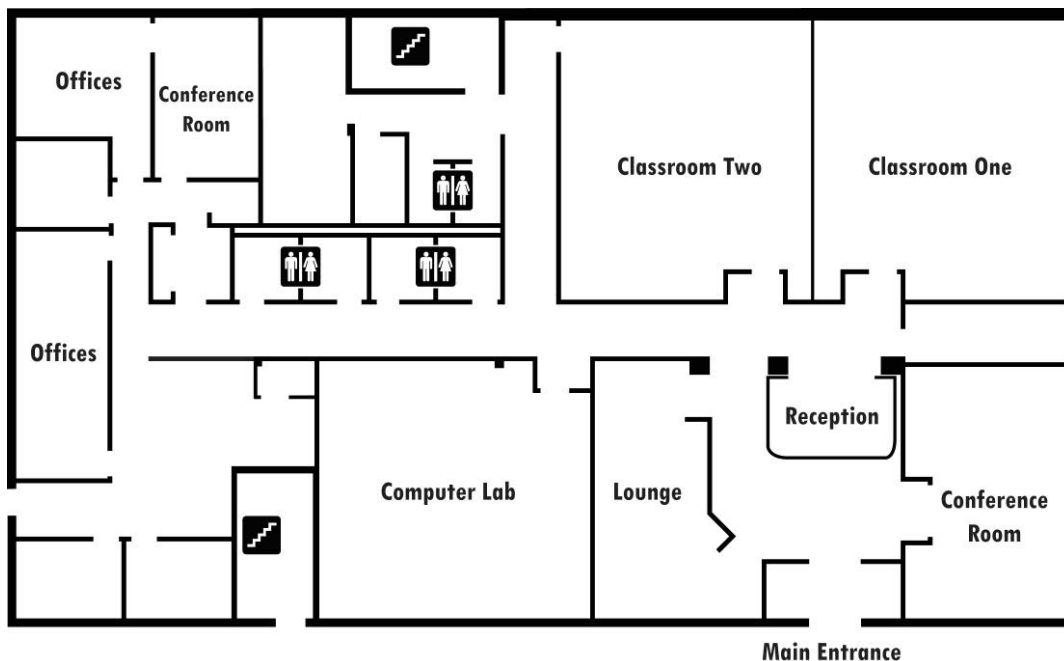 Offices
Conference
Room
Classroom Two
Classroom One
Offices
Reception
Computer Lab
Lounge
Conference
Room
Main Entrance